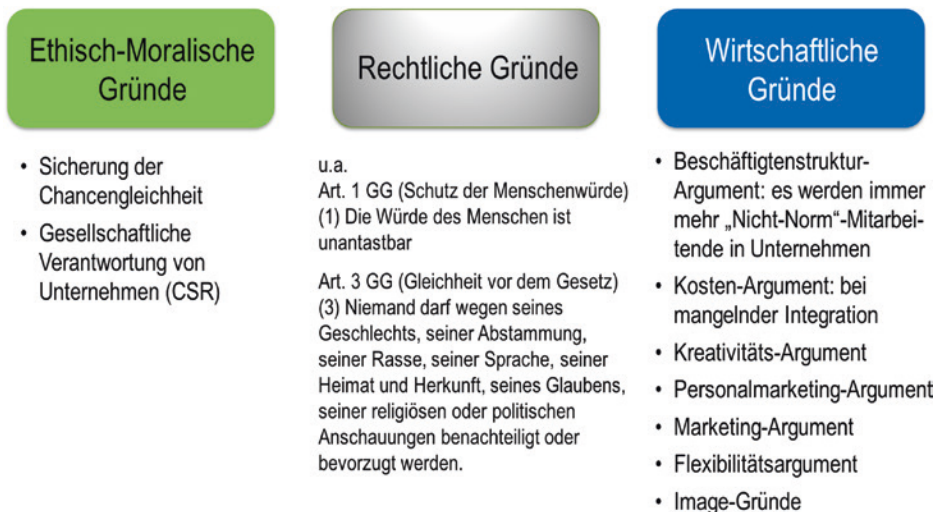 Ethisch-Moralische
Gründe
• Sicherung der
Chancengleichheit
• Gesellschaftliche
Verantwortung von
Unternehmen (CSR)
Rechtliche Gründe
u.a.
Art. 1 GG (Schutz der Menschenwürde)
(1) Die Würde des Menschen ist
unantastbar
Art. 3 GG (Gleichheit vor dem Gesetz)
(3) Niemand darf wegen seines
Geschlechts, seiner Abstammung,
seiner Rasse, seiner Sprache, seiner
Heimat und Herkunft, seines Glaubens,
seiner religiösen oder politischen
Anschauungen benachteiligt oder
bevorzugt werden.
Wirtschaftliche
Gründe
• Beschäftigtenstruktur-
Argument: es werden immer
mehr „Nicht-Norm“-Mitarbei-
tende in Unternehmen
• Kosten-Argument: bei
mangelnder Integration
• Kreativitäts-Argument
• Personalmarketing-Argument
• Marketing-Argument
• Flexibilitätsargument
• Image-Gründe